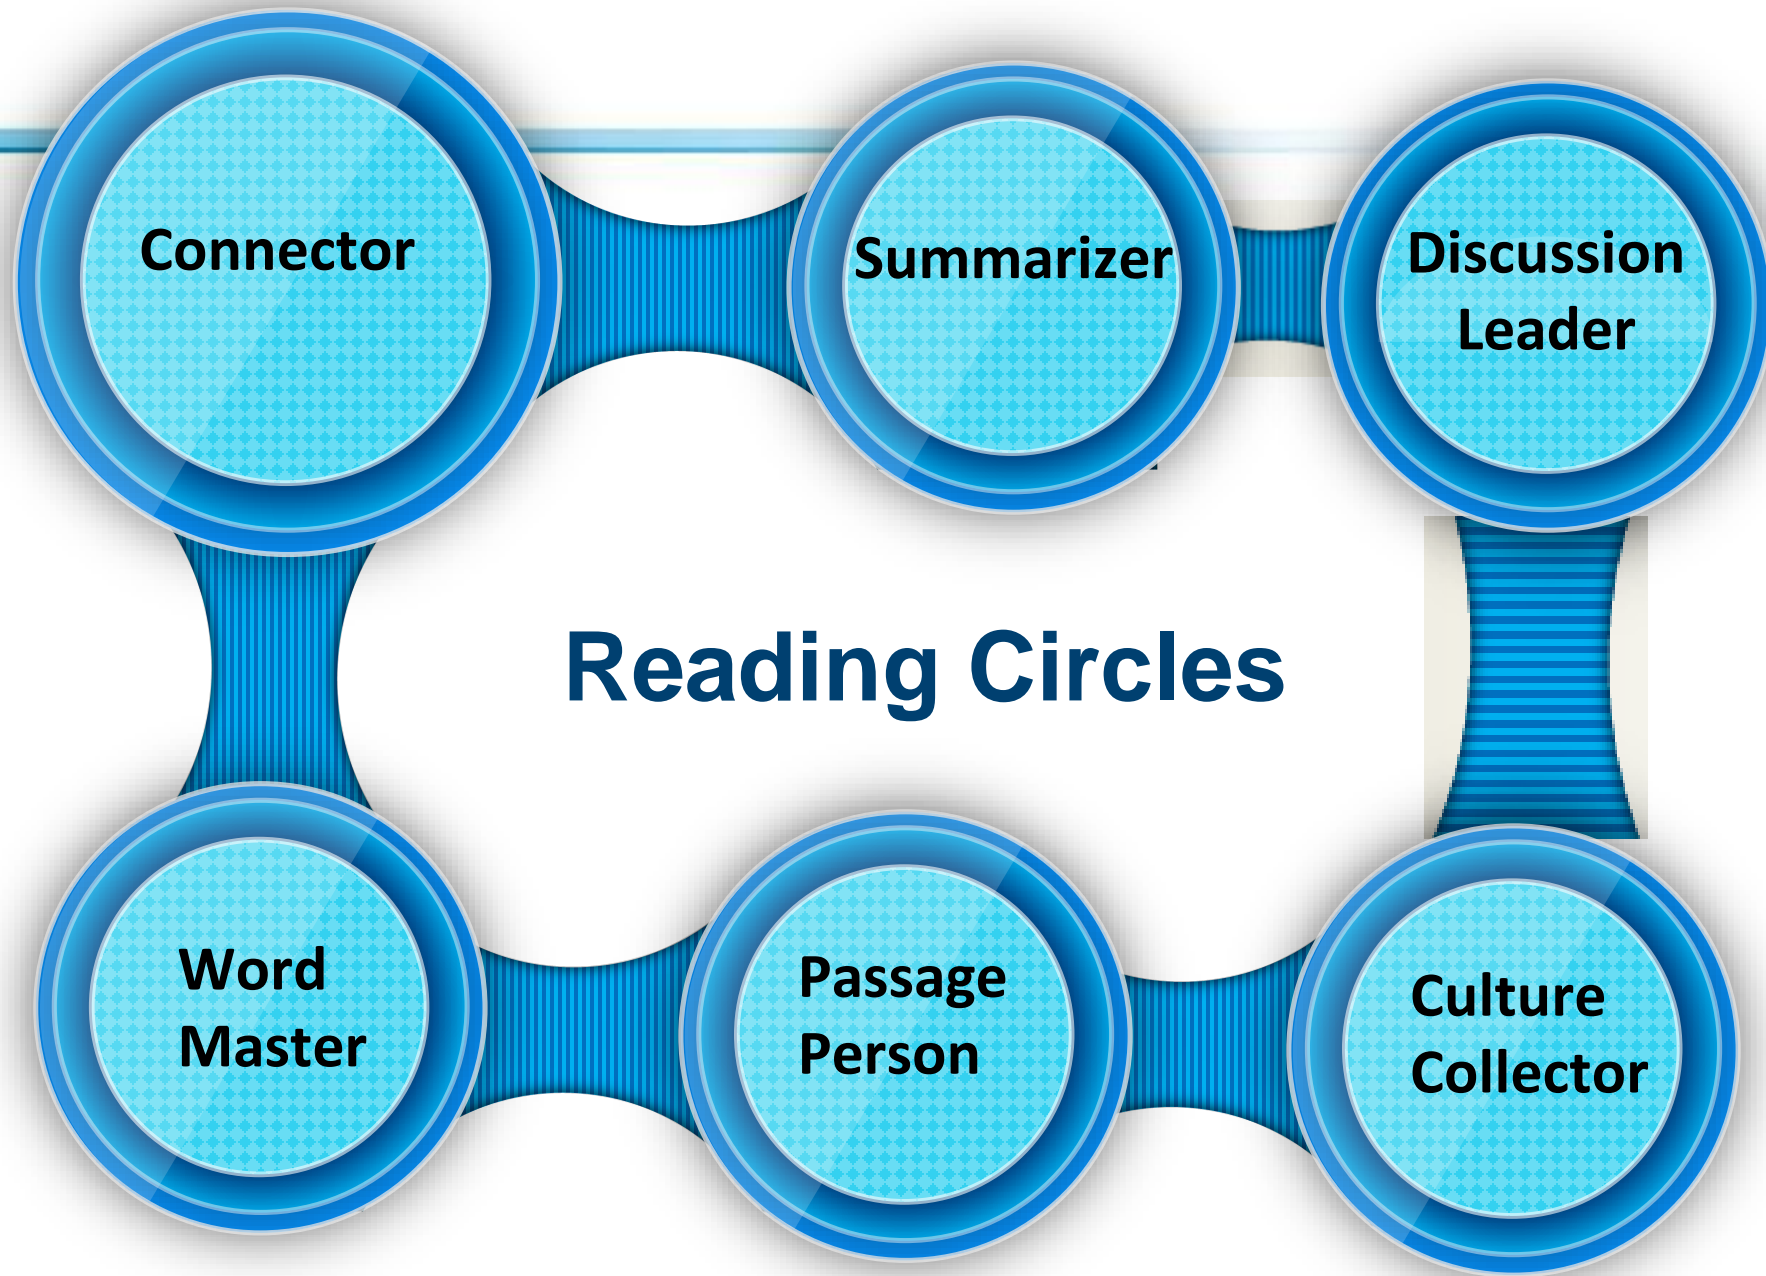 Connector
Summarizer
Discussion
Leader
Reading Circles
Word
Master
Passage
Person
Culture
Collector